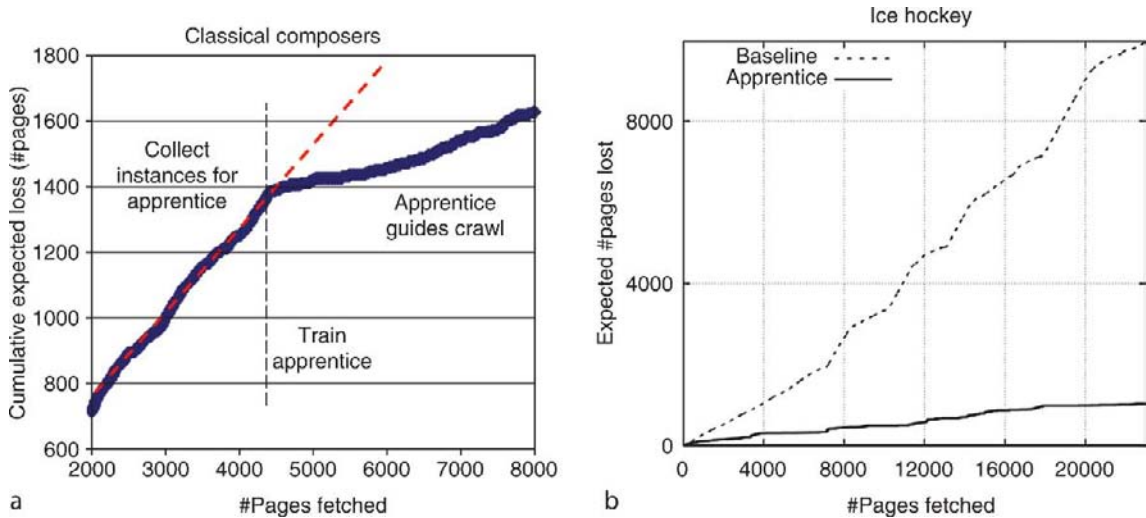 Classical composers
Cumulative expected loss (#pages)
1800
1600
1400
1200
1000
800
600
Collect
instances for
apprentice
Apprentice
guides crawl
Train
apprentice
2000 3000 4000 5000 6000 7000 8000
#Pages fetched
a
Ice hockey
Expected #pages lost
Baseline
Apprentice
8000
4000
0
0 4000 8000 12000 16000 20000
#Pages fetched
b